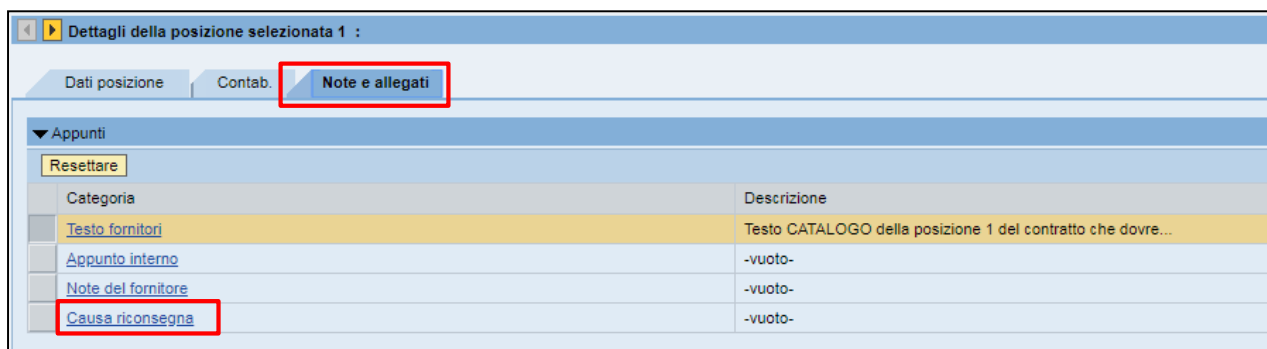 Dettagli della posizione selezionata 1 :
Dati posizione Contab. Note e allegati
Appunti
Resettare
Categoria Descrizione
Testo fornitori Testo CATALOGO della posizione 1 del contratto che dovre...
Appunto interno -vuoto-
Note del fornitore -vuoto-
Causa riconsegna -vuoto-